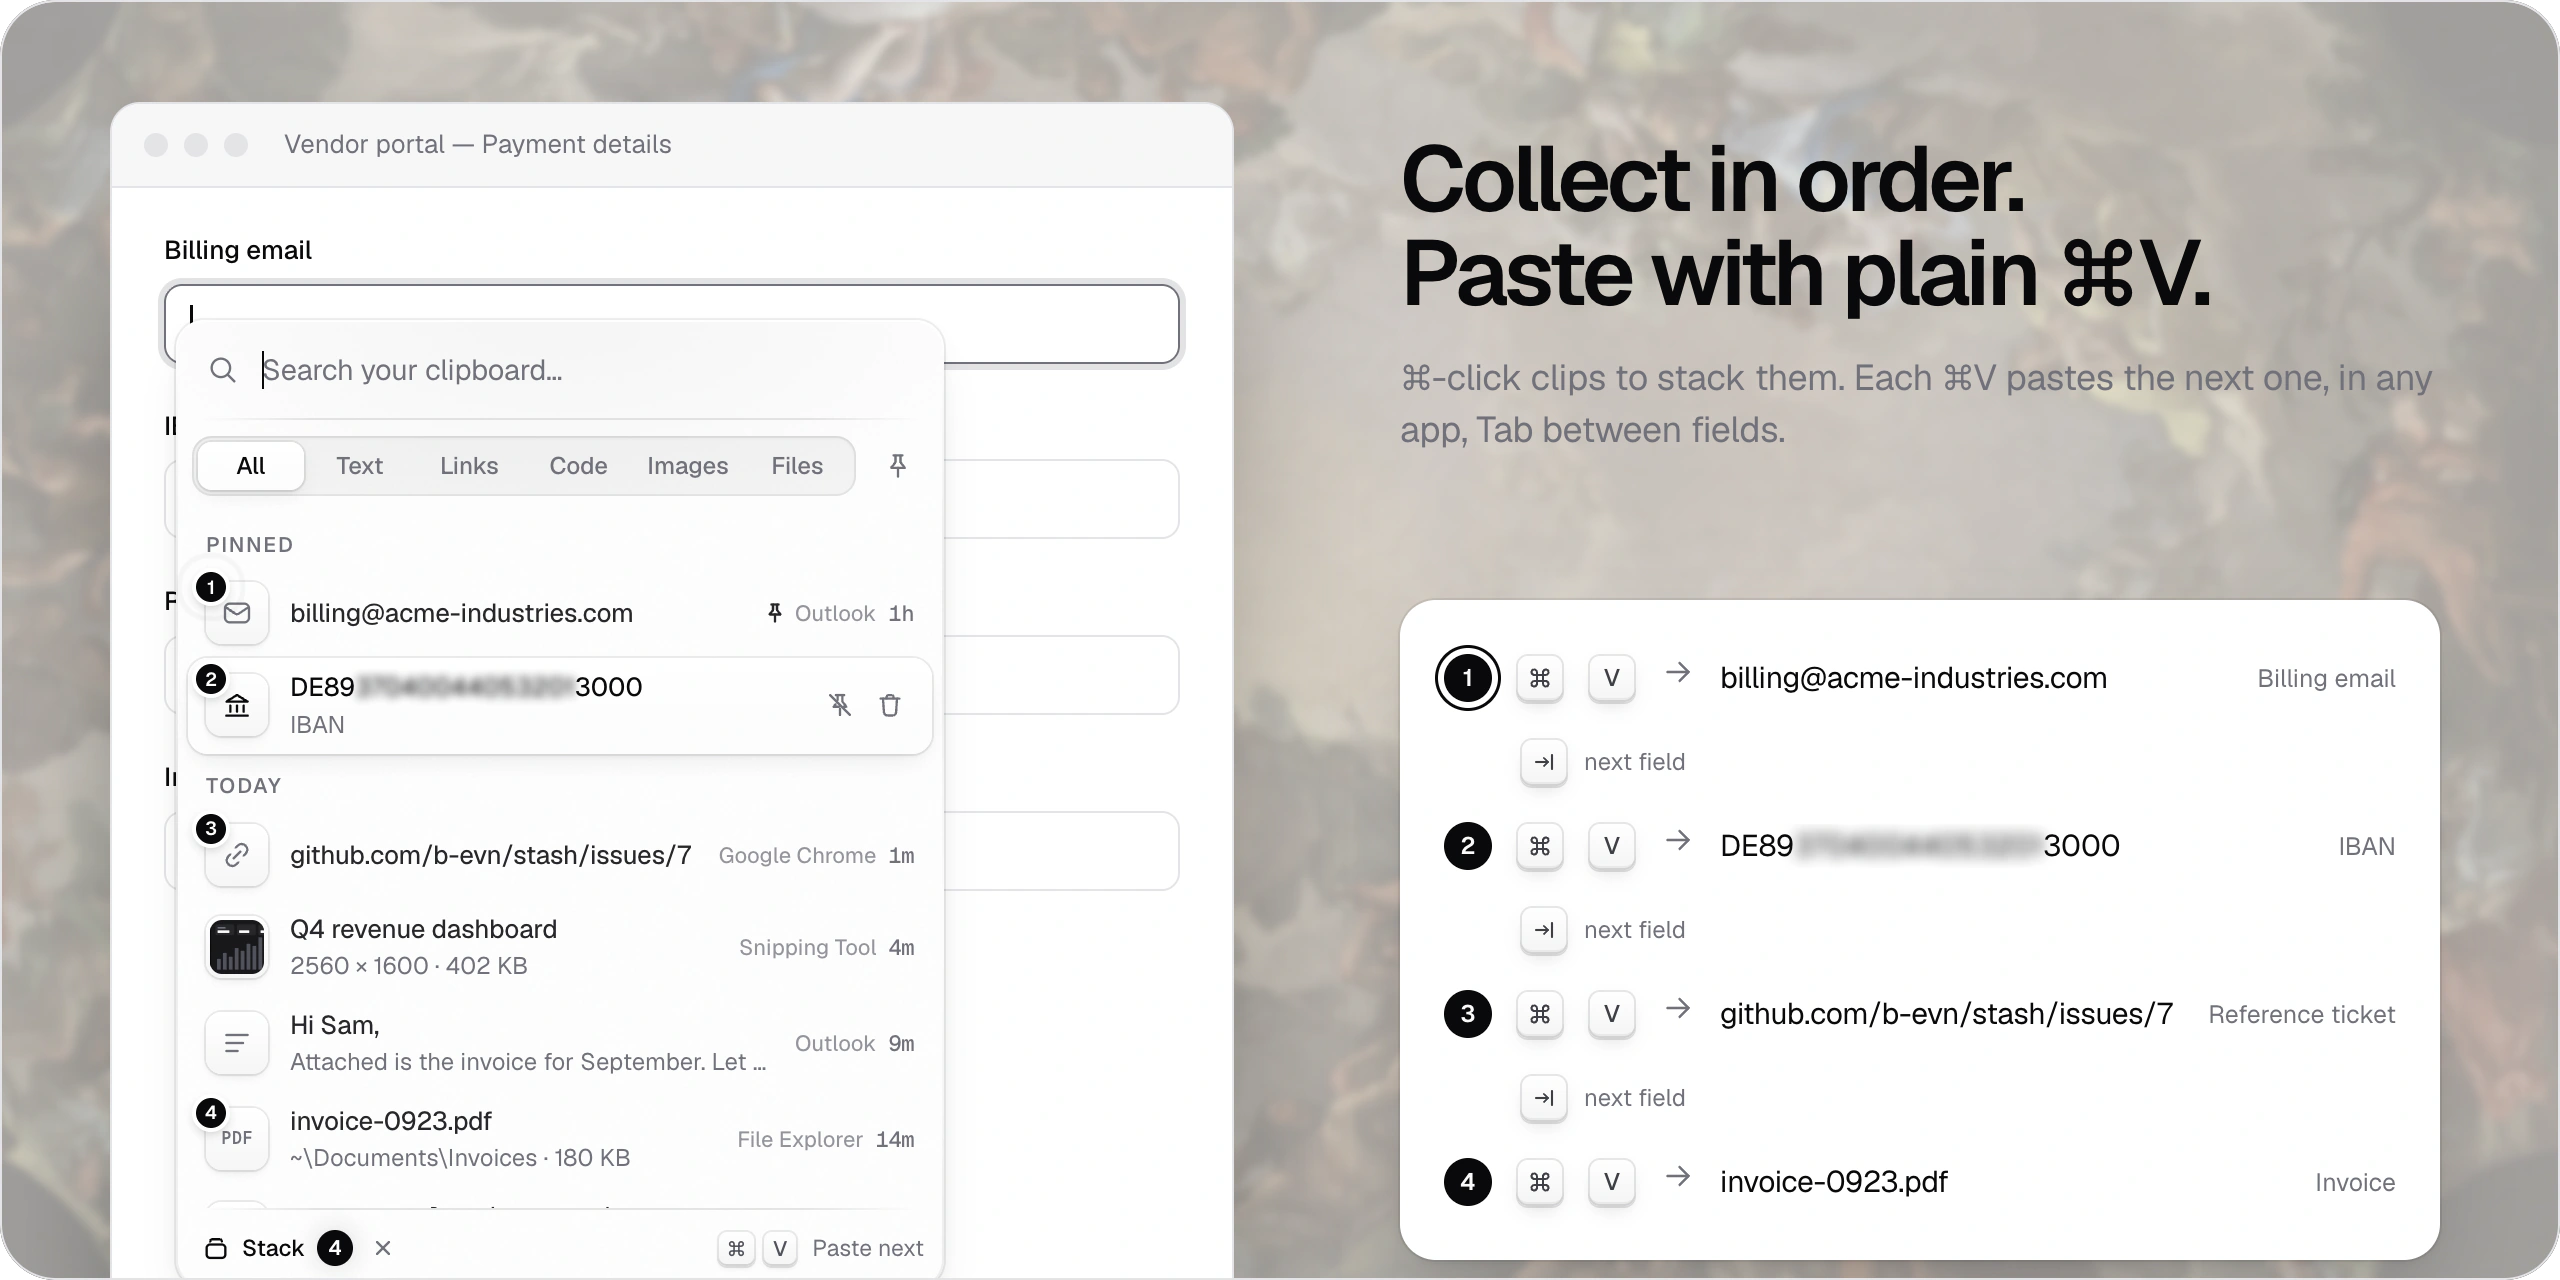 Vendor portal — Payment details
Billing email
Search your clipboard...
All Text Links Code Images Files
PINNED
1
billing@acme-industries.com Outlook 1h
2
DE89 3000
IBAN
TODAY
3
github.com/b-evn/stash/issues/7 Google Chrome 1m
Q4 revenue dashboard
2560 × 1600 · 402 KB
Snipping Tool 4m
Hi Sam,
Attached is the invoice for September. Let ...
Outlook 9m
4
PDF
invoice-0923.pdf
~\Documents\Invoices · 180 KB
File Explorer 14m
Stack 4 × ⌘ V Paste next
Collect in order.
Paste with plain ⌘V.
⌘-click clips to stack them. Each ⌘V pastes the next one, in any
app, Tab between fields.
1 ⌘ V → billing@acme-industries.com Billing email
next field
2 ⌘ V → DE89 3000 IBAN
next field
3 ⌘ V → github.com/b-evn/stash/issues/7 Reference ticket
next field
4 ⌘ V → invoice-0923.pdf Invoice